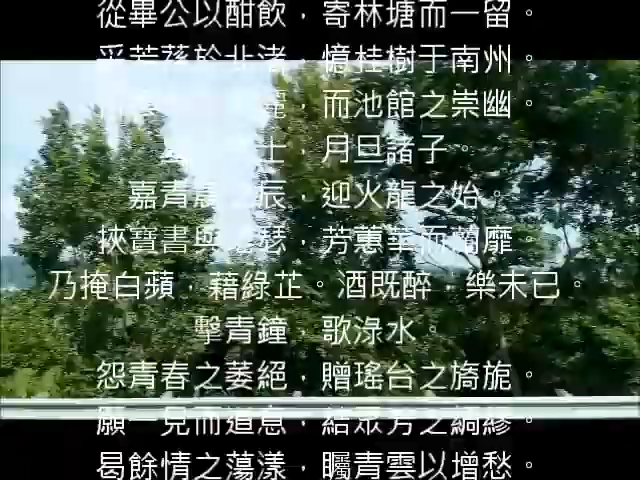 從畢公以酣飲，寄林塘而一留。
采芳蓀於北渚，憶桂樹于南州。
麗，而池館之崇幽。
士，月旦諸子。
嘉青辰，迎火龍之始。
挾寶書與瑟，芳蕙華而蘭靡。
乃掩白蘋，藉綠芷。酒既醉，樂未已。
擊青鐘，歌淥水。
怨青春之萎絕，贈瑤台之旖旎。
願一見而道意，結眾芳之綢繆。
曷餘情之蕩漾，矚青雲以增愁。